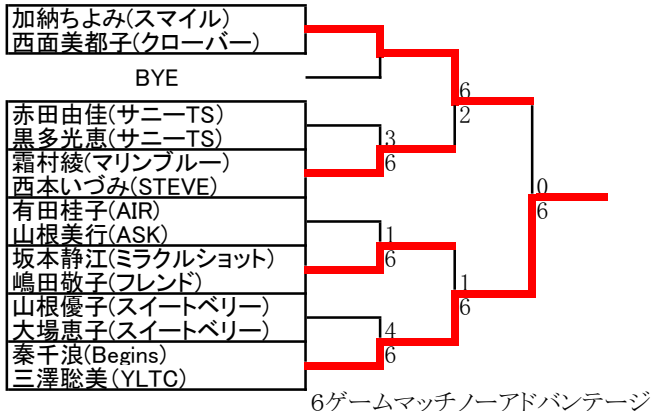 加納ちよみ(スマイル)
西面美都子(クローバー)
BYE
赤田由佳(サニーTS)
黒多光恵(サニーTS)
霜村綾(マリンブルー)
西本いづみ(STEVE)
有田桂子(AIR)
山根美行(ASK)
坂本静江(ミラクルショット)
嶋田敬子(フレンド)
山根優子(スイートベリー)
大場恵子(スイートベリー)
秦千浪(Begins)
三澤聡美(YLTC)
3
6
1
6
4
6
6
2
1
6
0
6
6ゲームマッチノーアドバンテージ